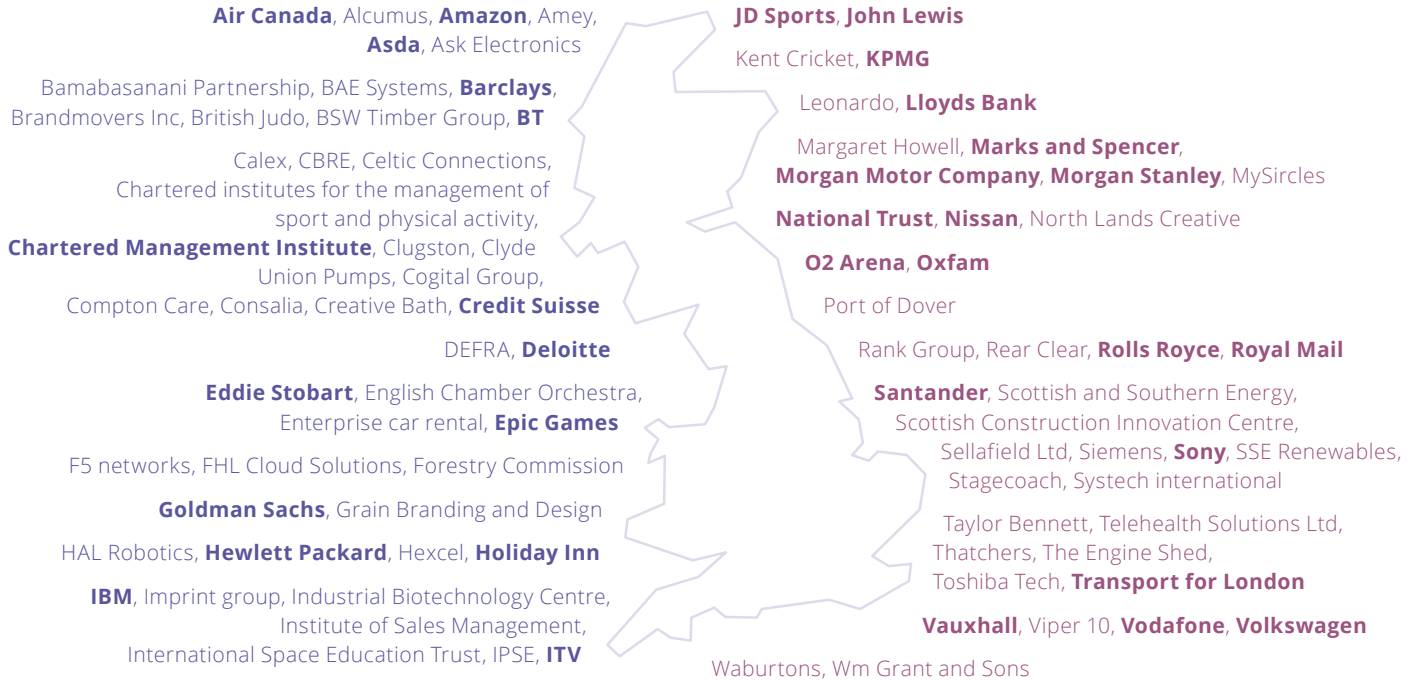 Air Canada, Alcumus, Amazon, Amey,
Asda, Ask Electronics
Bamabasanani Partnership, BAE Systems, Barclays,
Brandmovers Inc, British Judo, BSW Timber Group, BT
Calex, CBRE, Celtic Connections,
Chartered institutes for the management of
sport and physical activity,
Chartered Management Institute, Clugston, Clyde
Union Pumps, Cogital Group,
Compton Care, Consalia, Creative Bath, Credit Suisse
DEFRA, Deloitte
Eddie Stobart, English Chamber Orchestra,
Enterprise car rental, Epic Games
F5 networks, FHL Cloud Solutions, Forestry Commission
Goldman Sachs, Grain Branding and Design
HAL Robotics, Hewlett Packard, Hexcel, Holiday Inn
IBM, Imprint group, Industrial Biotechnology Centre,
Institute of Sales Management,
International Space Education Trust, IPSE, ITV
JD Sports, John Lewis
Kent Cricket, KPMG
Leonardo, Lloyds Bank
Margaret Howell, Marks and Spencer,
Morgan Motor Company, Morgan Stanley, MySircles
National Trust, Nissan, North Lands Creative
O2 Arena, Oxfam
Port of Dover
Rank Group, Rear Clear, Rolls Royce, Royal Mail
Santander, Scottish and Southern Energy,
Scottish Construction Innovation Centre,
Sellafield Ltd, Siemens, Sony, SSE Renewables,
Stagecoach, Systech international
Taylor Bennett, Telehealth Solutions Ltd,
Thatchers, The Engine Shed,
Toshiba Tech, Transport for London
Vauxhall, Viper 10, Vodafone, Volkswagen
Waburtons, Wm Grant and Sons